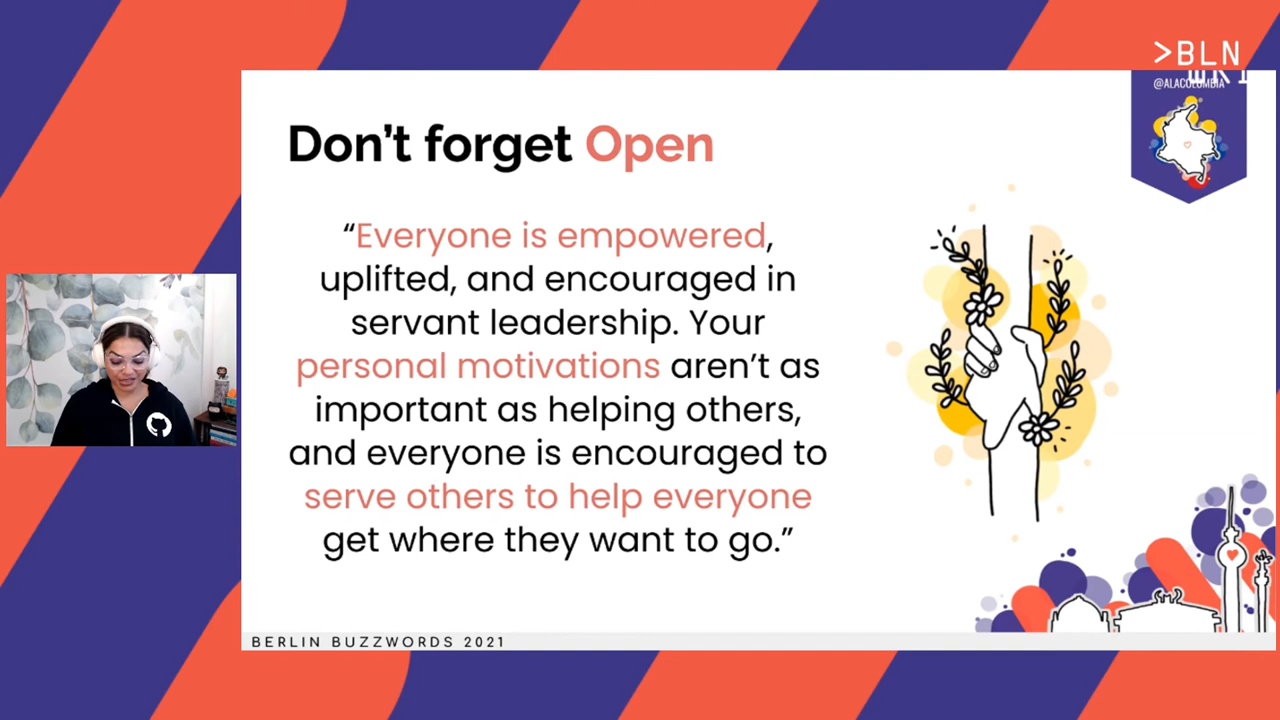 >BLN
@ALACOLOMBIA
Don’t forget Open
“Everyone is empowered,
uplifted, and encouraged in
servant leadership. Your
personal motivations aren’t as
important as helping others,
and everyone is encouraged to
serve others to help everyone
get where they want to go.”
BERLIN BUZZWORDS 2021